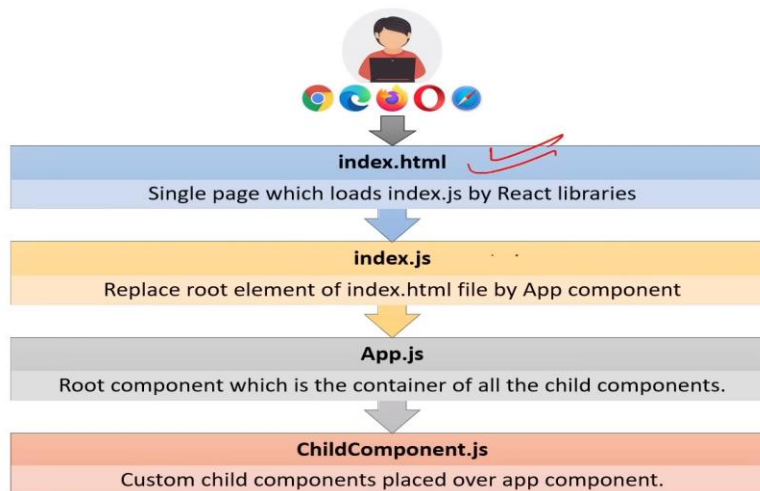 index.html
Single page which loads index.js by React libraries
index.js
Replace root element of index.html file by App component
App.js
Root component which is the container of all the child components.
ChildComponent.js
Custom child components placed over app component.